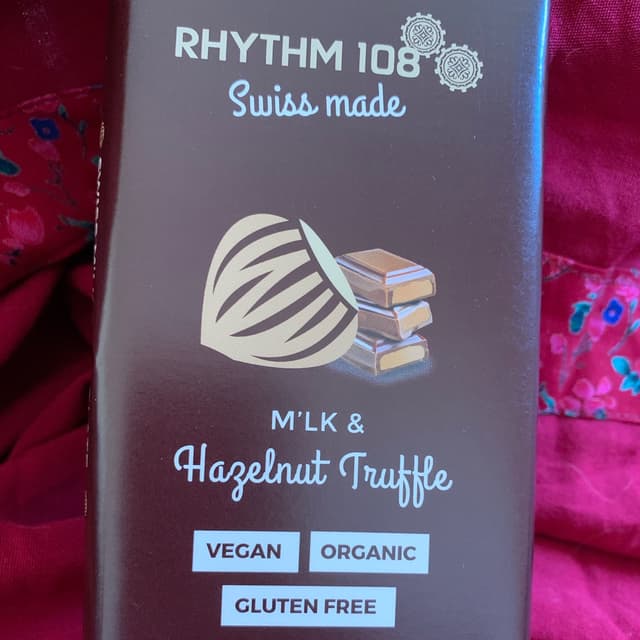 RHYTHM 108
Swiss made
M'LK &
Hazelnut Truffle
VEGAN
ORGANIC
GLUTEN FREE